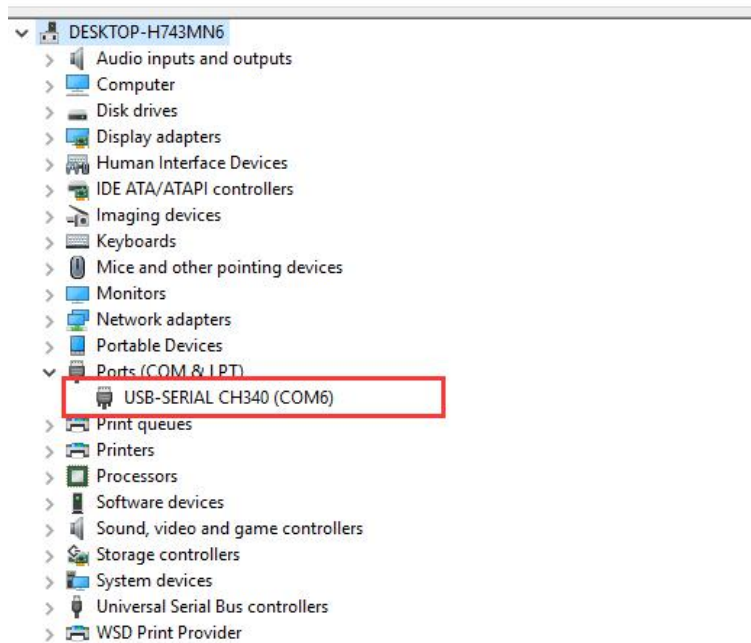 DESKTOP-H743MN6
Audio inputs and outputs
Computer
Disk drives
Display adapters
Human Interface Devices
IDE ATA/ATAPI controllers
Imaging devices
Keyboards
Mice and other pointing devices
Monitors
Network adapters
Portable Devices
Ports (COM & LPT)
USB-SERIAL CH340 (COM6)
Print queues
Printers
Processors
Software devices
Sound, video and game controllers
Storage controllers
System devices
Universal Serial Bus controllers
WSD Print Provider